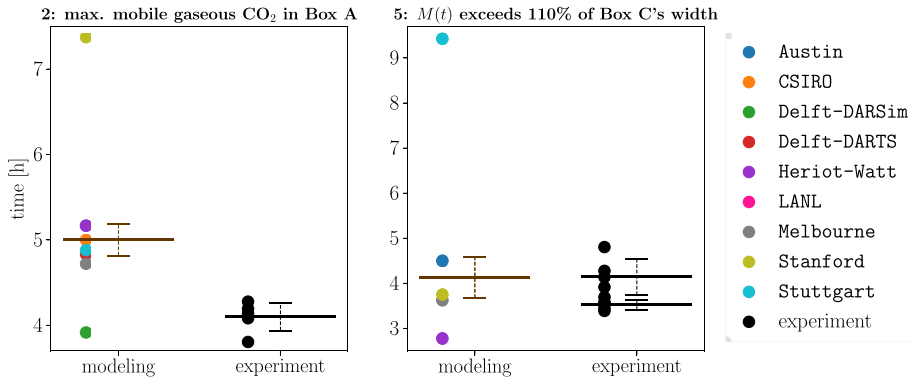 2: max. mobile gaseous CO₂ in Box A
5: M(t) exceeds 110% of Box C's width
time [h]
7
6
5
4
modeling
experiment
9
8
7
6
5
4
3
modeling
experiment
Austin
CSIRO
Delft-DARSim
Delft-DARTS
Heriot-Watt
LANL
Melbourne
Stanford
Stuttgart
experiment